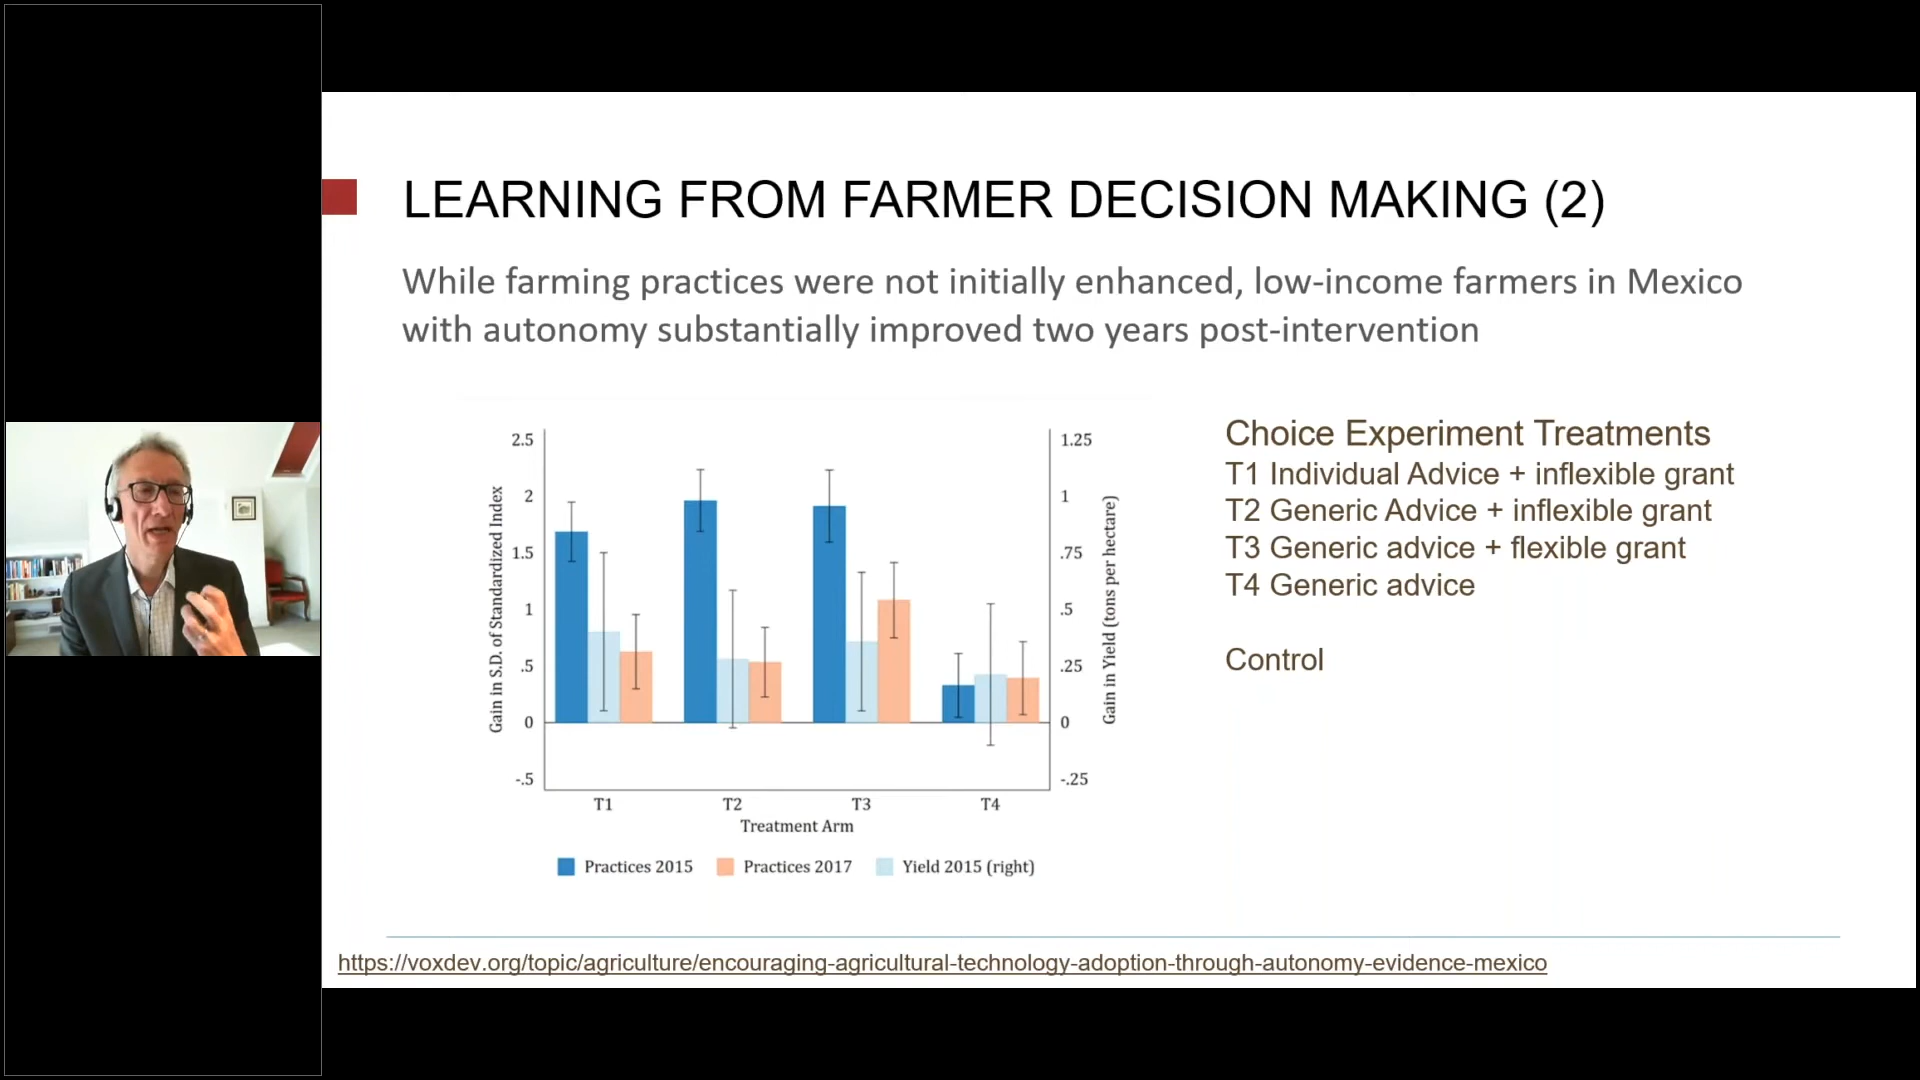 LEARNING FROM FARMER DECISION MAKING (2)
While farming practices were not initially enhanced, low-income farmers in Mexico
with autonomy substantially improved two years post-intervention
2.5
2
1.5
1
.5
0
-.5
Gain in S.D. of Standardized Index
1.25
1
.75
.5
.25
0
-.25
Gain in Yield (tons per hectare)
T1 T2 T3 T4
Treatment Arm
Practices 2015 Practices 2017 Yield 2015 (right)
Choice Experiment Treatments
T1 Individual Advice + inflexible grant
T2 Generic Advice + inflexible grant
T3 Generic advice + flexible grant
T4 Generic advice
Control
https://voxdev.org/topic/agriculture/encouraging-agricultural-technology-adoption-through-autonomy-evidence-mexico